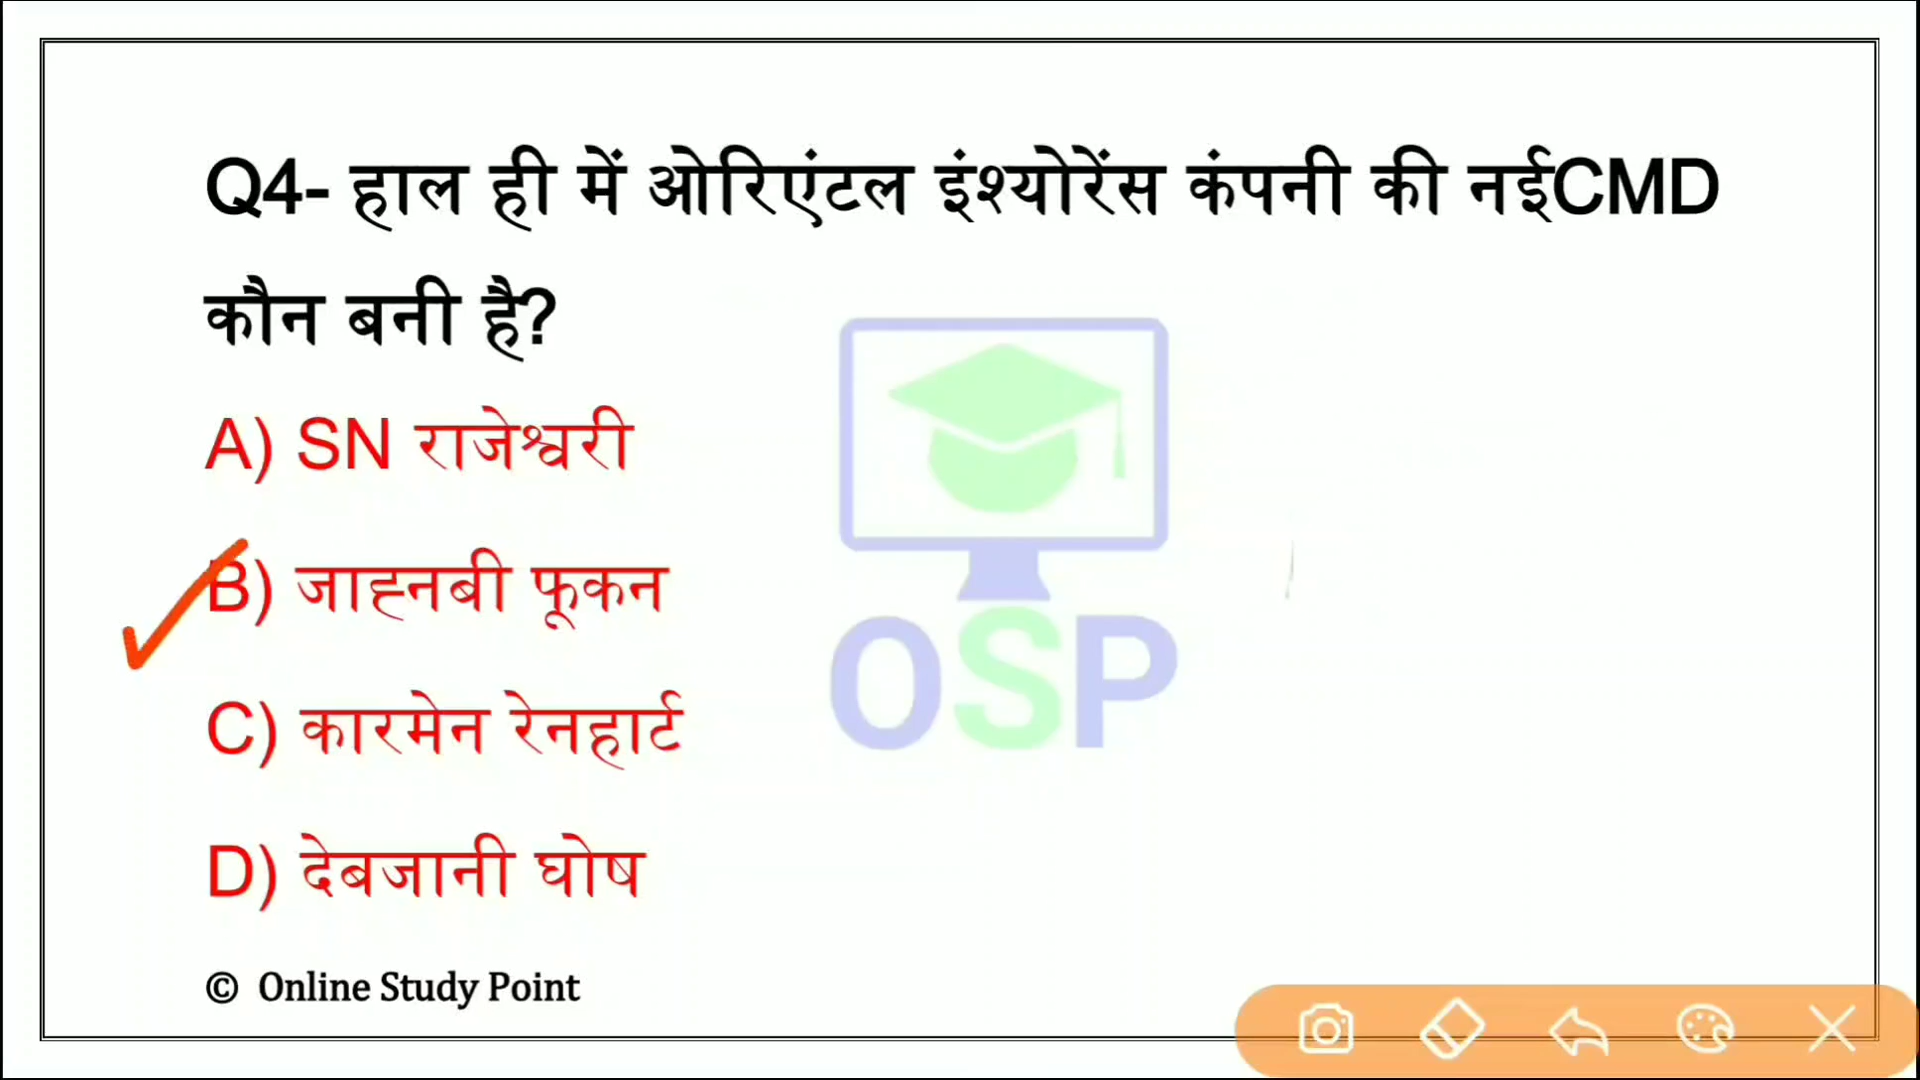 Q4- हाल ही में ओरिएंटल इंश्योरेंस कंपनी की नईCMD
कौन बनी है?
A) SN राजेश्वरी
B) जाह्नबी फूकन
C) कारमेन रेनहार्ट
D) देबजानी घोष
OSP
© Online Study Point